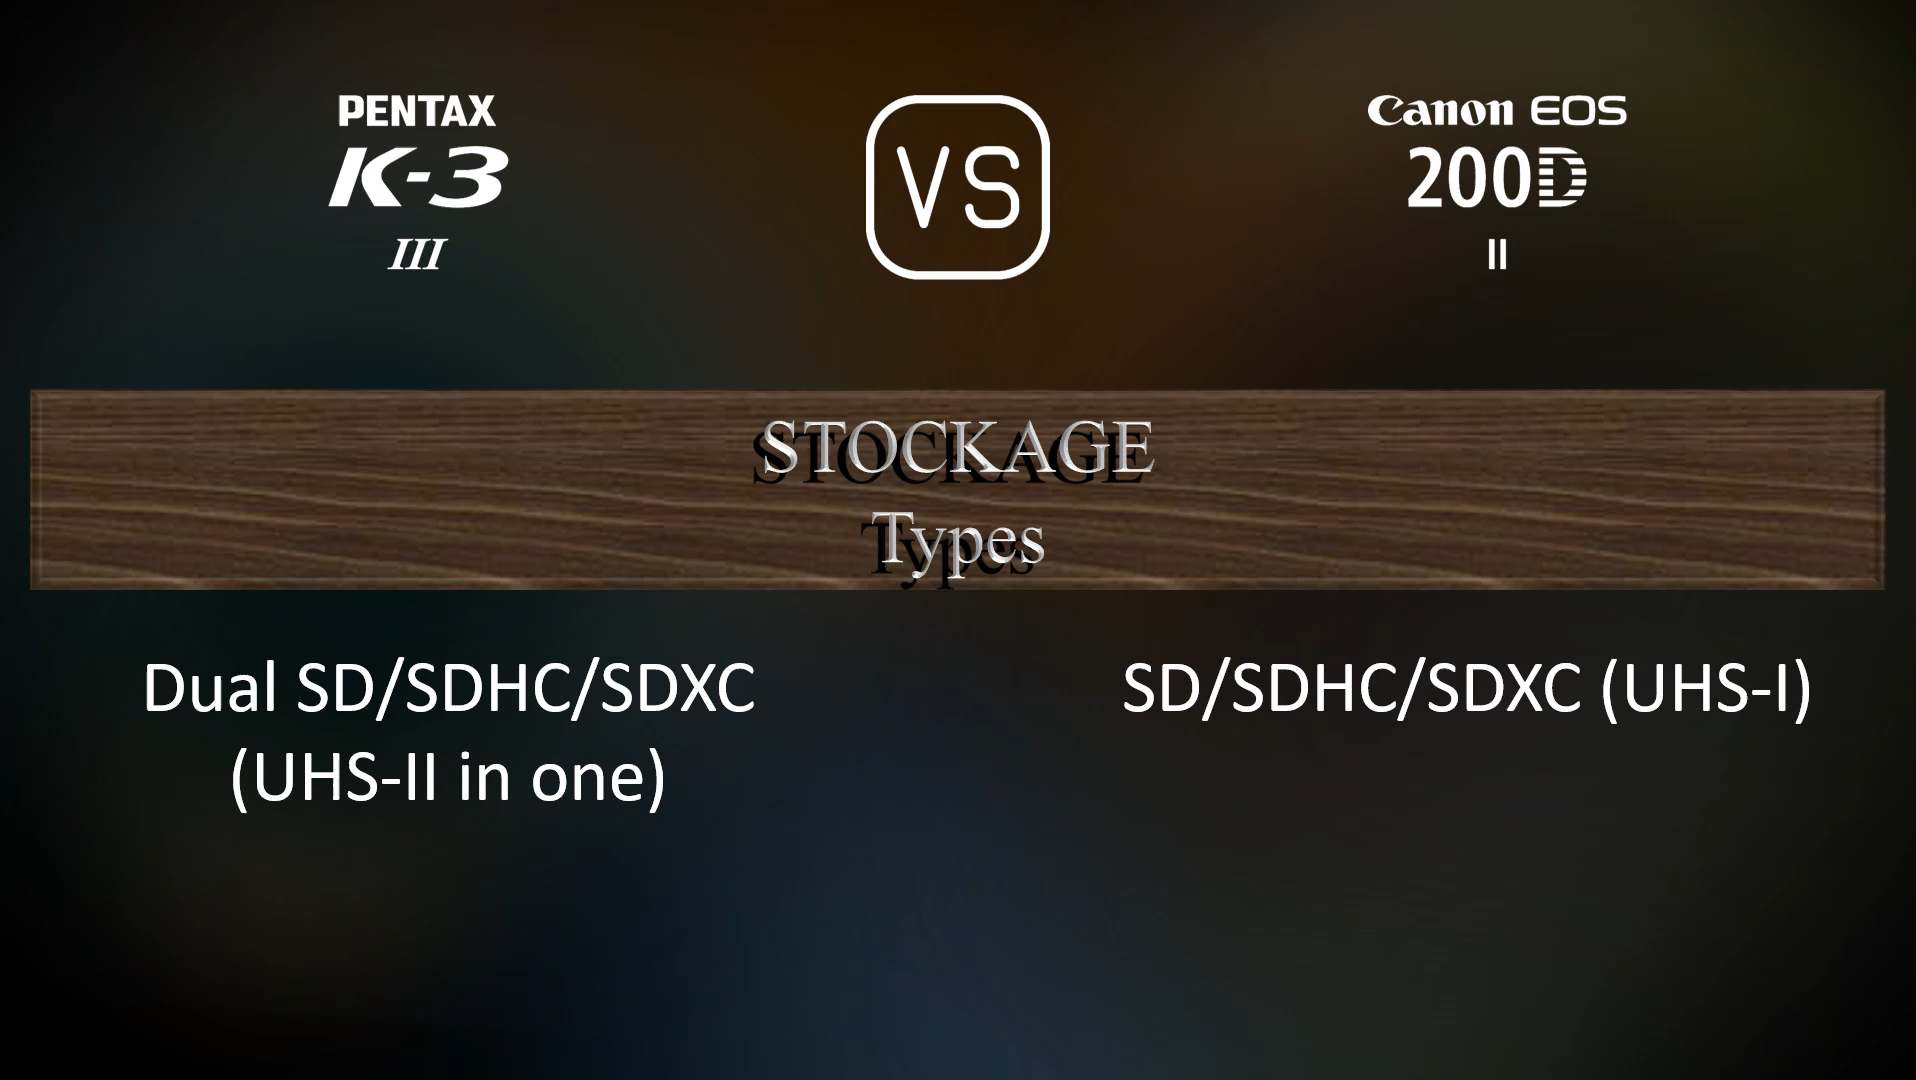 PENTAX
K-3
III
VS
Canon EOS
200D
II
STOCKAGE
Types
Dual SD/SDHC/SDXC
(UHS-II in one)
SD/SDHC/SDXC (UHS-I)